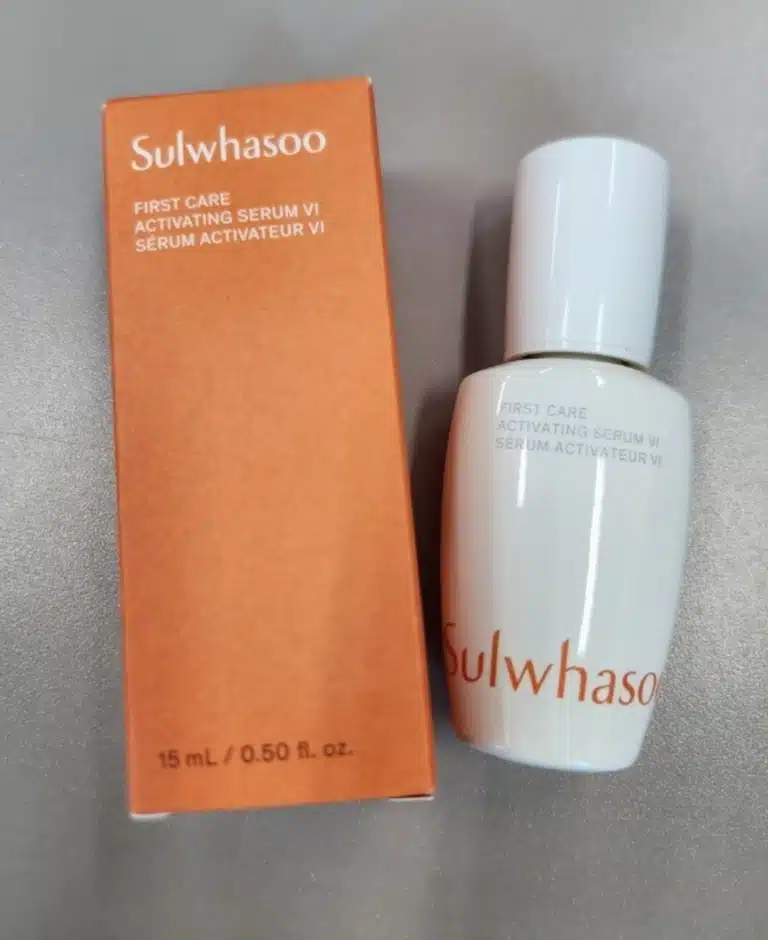 Sulwhasoo
FIRST CARE
ACTIVATING SERUM VI
SÉRUM ACTIVATEUR VI
15 mL / 0.50 fl. oz.
FIRST CARE
ACTIVATING SERUM VI
SÉRUM ACTIVATEUR VI
Sulwhaso